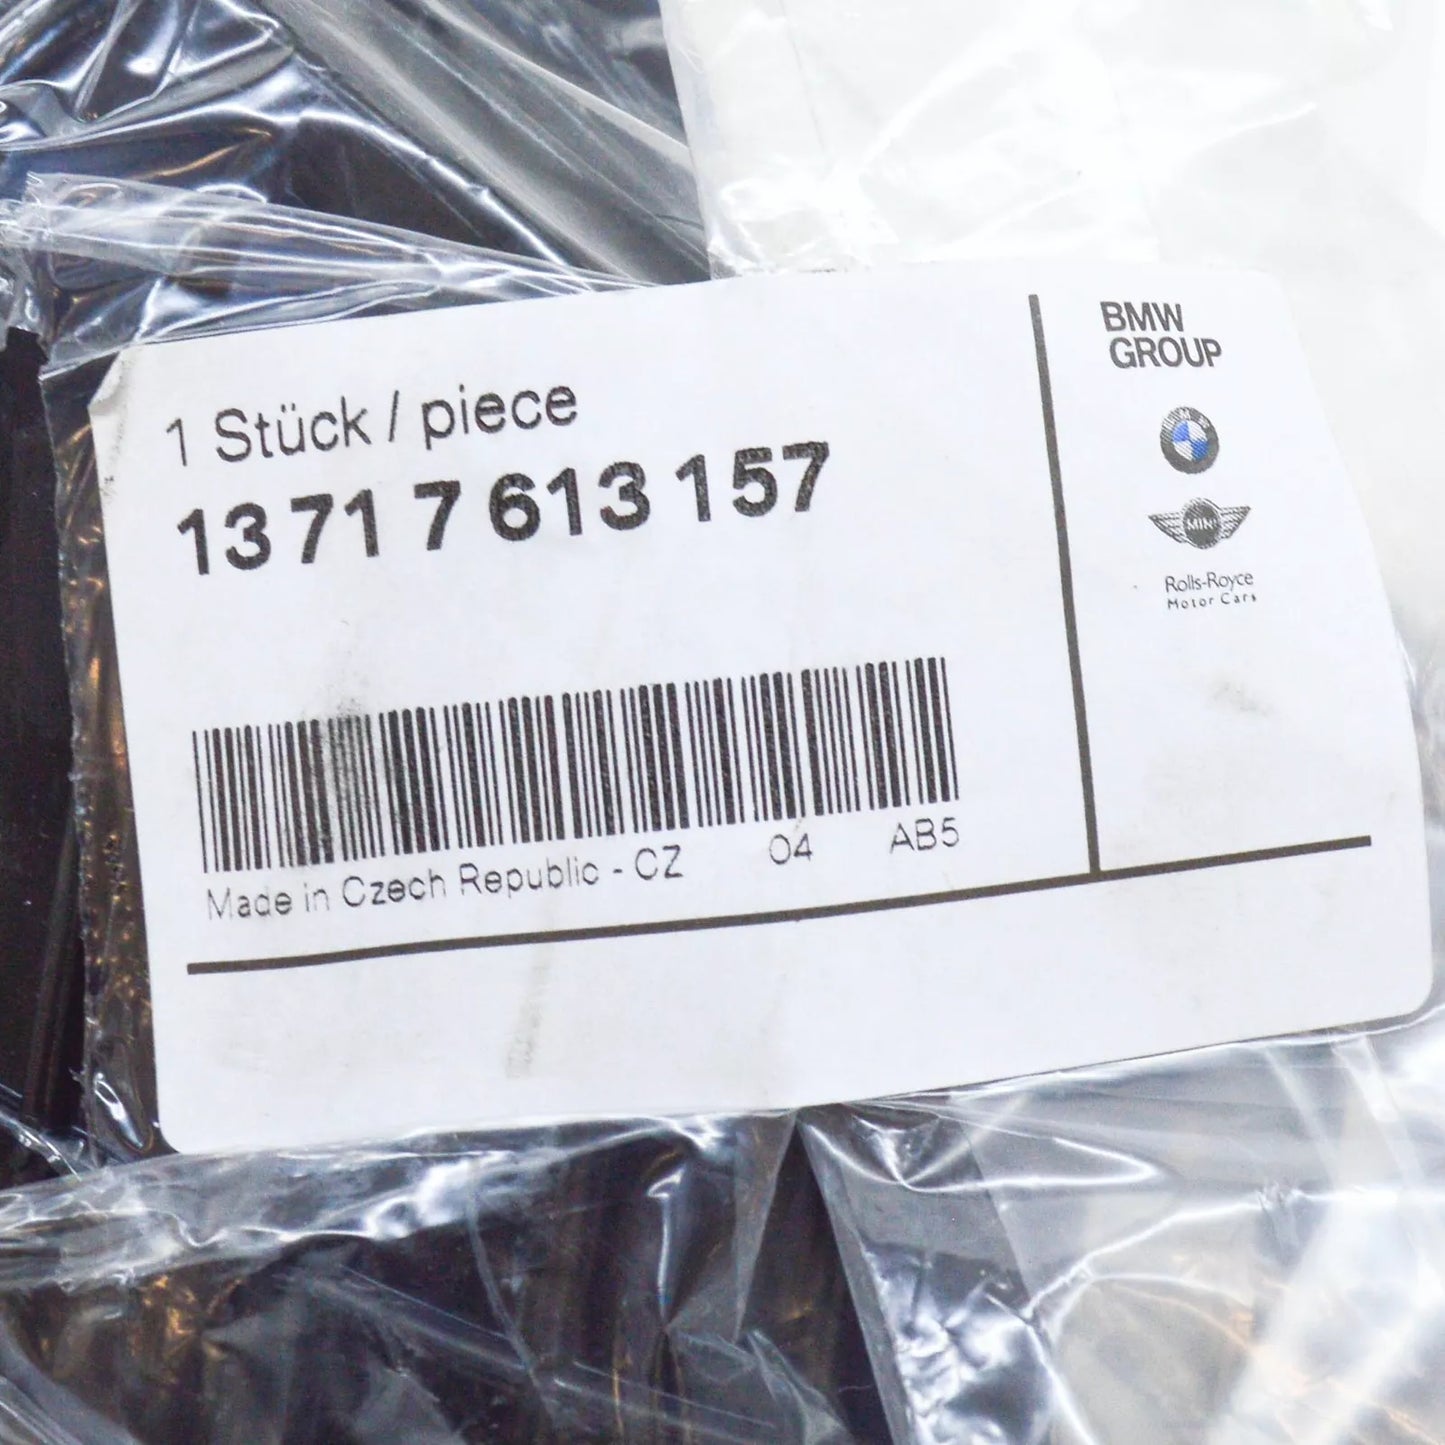 1 Stück / piece
13 71 7 613 157
Made in Czech Republic - CZ 04 AB5
BMW
GROUP
BMW
MINI
Rolls-Royce
Motor Cars